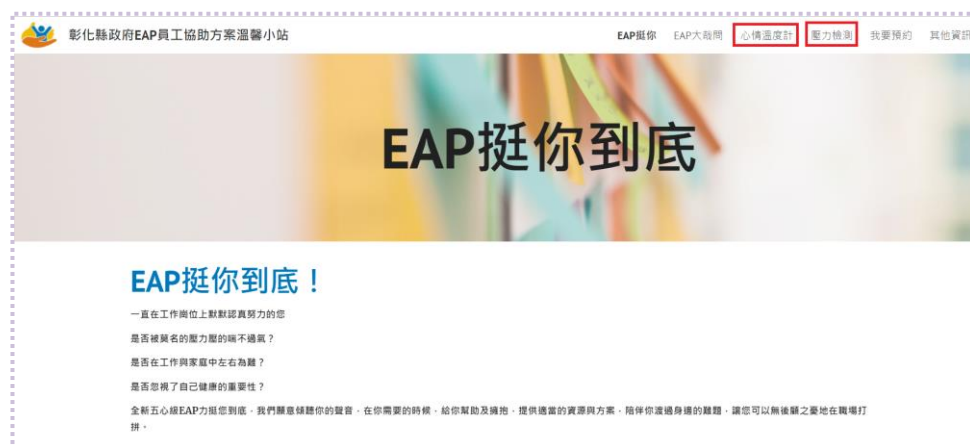 彰化縣政府EAP員工協助方案溫馨小站
EAP挺你 EAP大哉問 心情溫度計 壓力檢測 我要預約 其他資訊
EAP挺你到底
EAP挺你到底！
一直在工作崗位上默默認真努力的您
是否被莫名的壓力壓的喘不過氣？
是否在工作與家庭中左右為難？
是否忽視了自己健康的重要性？
全新五心級EAP力挺您到底，我們願意傾聽你的聲音，在你需要的時候，給你幫助及擁抱，提供適當的資源與方案，陪伴你渡過身邊的難題，讓您可以無後顧之憂地在職場打
拼。